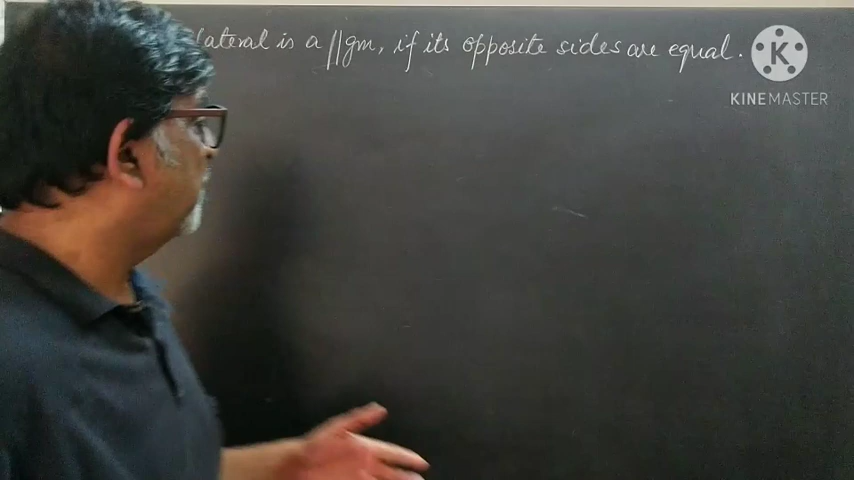 lateral is a ||gm, if its opposite sides are equal.
K
KINEMASTER